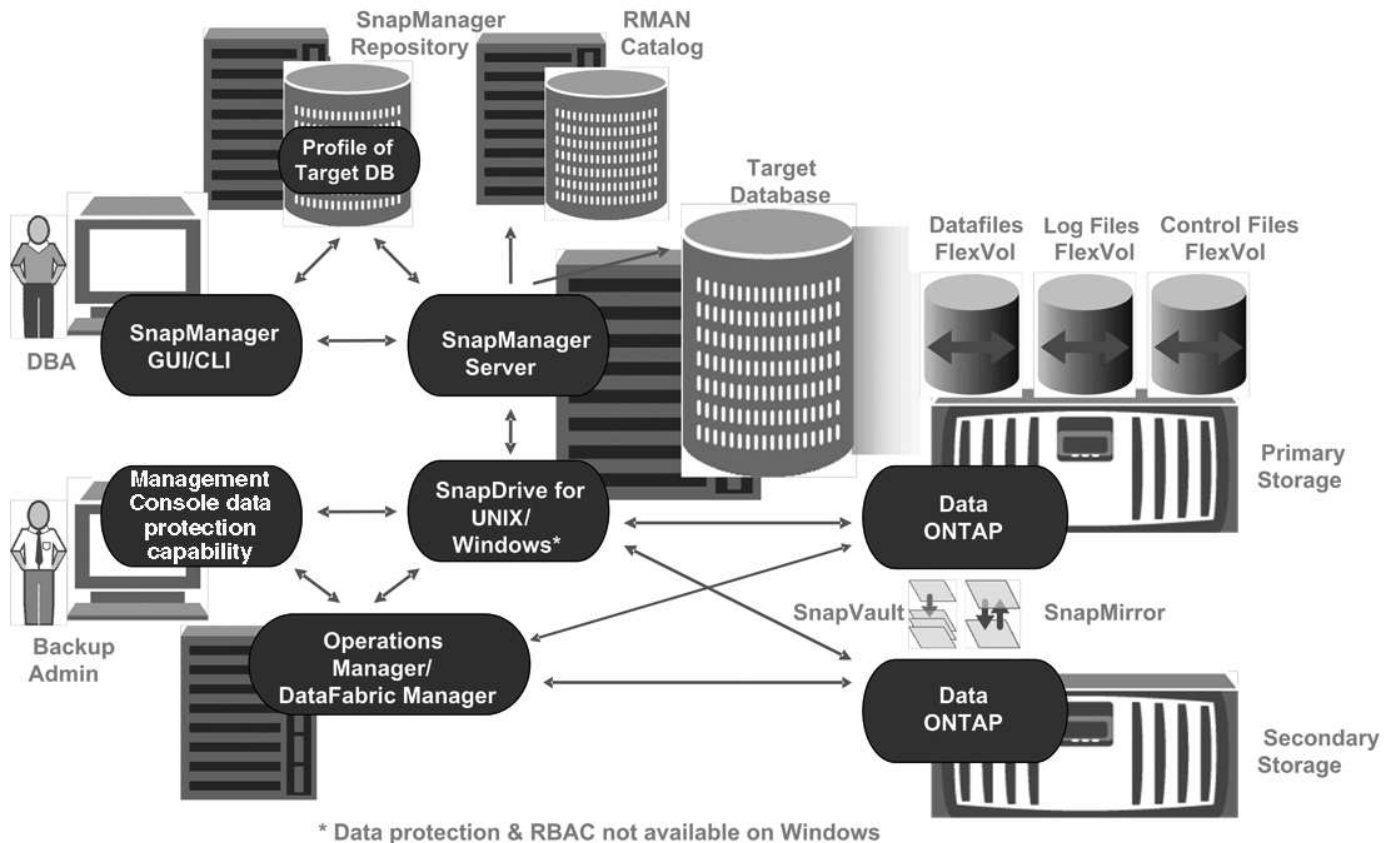 SnapManager
Repository
RMAN
Catalog
Profile of
Target DB
Target
Database
Datafiles
FlexVol
Log Files
FlexVol
Control Files
FlexVol
DBA
SnapManager
GUI/CLI
SnapManager
Server
Primary
Storage
Management
Console data
protection
capability
SnapDrive for
UNIX/
Windows*
Data
ONTAP
SnapVault
SnapMirror
Backup
Admin
Operations
Manager/
DataFabric Manager
Data
ONTAP
Secondary
Storage
* Data protection & RBAC not available on Windows